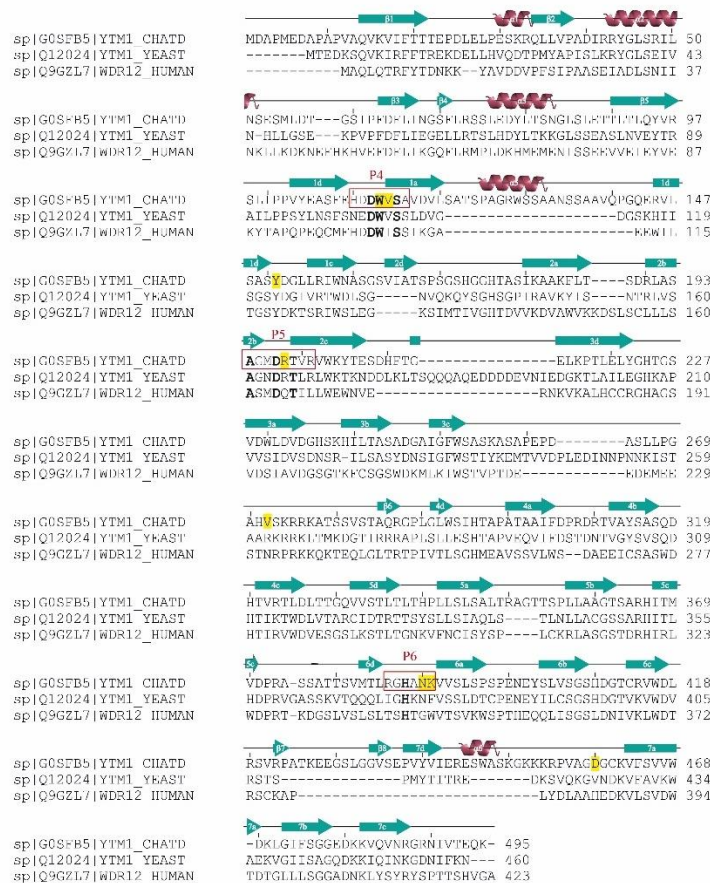 β1 α1 β2 α2
sp|G0SFB5|YTM1_CHATD MDAPMEDAPAPVAQVKVIFTTTEPDLELPESKRQLLVPADIRRYGLSRIL 50
sp|Q12024|YTM1_YEAST -------MTEDKSQVKIRFFTREKDELLHVQDTPMYAPISLKRYGLSEIV 43
sp|Q9GZL7|WDR12_HUMAN ----------MAQLQTRFYTDNKK--YAVDDVPFSIPAASEIADLSNII 37
β3 β4 β5
sp|G0SFB5|YTM1_CHATD NSESMLDT---GSIPFDFLINGSFLRSSLEDYLTSNGLSLETTLTLQYVR 97
sp|Q12024|YTM1_YEAST N-HLLGSE---KPVPFDFLIEGELLRTSLHDYLTKKGLSSEASLNVEYTR 89
sp|Q9GZL7|WDR12_HUMAN NKLLKDKNEFHKHVEFDFLIKGQFLRMPLDKHMEMENISSEEVVEIEYVE 87
P4
1d 1a α3 1d
sp|G0SFB5|YTM1_CHATD SLIPPVYEASFEHDDWVSAVDVLSATSPAGRWSSAANSSAAVQPGQERVL 147
sp|Q12024|YTM1_YEAST AILPPSYLNSFSNEDWVSSLDVG--------------------DGSKHII 119
sp|Q9GZL7|WDR12_HUMAN KYTAPQPEQCMFHDDWISSIKGA--------------------EEWIL 115
1d 1c 2d 2a 2b
sp|G0SFB5|YTM1_CHATD SASYDGLLRIWNASGSVIATSPSGSHGGHTASIKAAKFLT---SDRLAS 193
sp|Q12024|YTM1_YEAST SGSYDGIVRTWDLSG----NVQKQYSGHSGPIRAVKYIS---NTRLVS 160
sp|Q9GZL7|WDR12_HUMAN TGSYDKTSRIWSLEG----KSIMTIVGHTDVVKDVAWVKKDSLSCLLLS 160
P5
2b 2c 3d
sp|G0SFB5|YTM1_CHATD AGMDRTVRVWKYTESDHFTG---------------ELKPTLELYGHTGS 227
sp|Q12024|YTM1_YEAST AGNDRTLRLWKTKNDDLKLTSQQQAQEDDDDEVNIEDGKTLAILEGHKAP 210
sp|Q9GZL7|WDR12_HUMAN ASMDQTILLWEWNVE-------------------RNKVKALHCCRGHAGS 191
3a 3b 3c
sp|G0SFB5|YTM1_CHATD VDWLDVDGHSKHILTASADGAIGFWSASKASAPEPD-------ASLLPG 269
sp|Q12024|YTM1_YEAST VVSIDVSDNSR-ILSASYDNSIGFWSTIYKEMTVVDPLEDINNPNNKIST 259
sp|Q9GZL7|WDR12_HUMAN VDSIAVDGSGTKFCSGSWDKMLKIWSTVPTDE---------EDEMEE 229
β6 4d 4a 4b
sp|G0SFB5|YTM1_CHATD AHVSKRRKATSSVSTAQRGPLGLWSIHTAPATAAIFDPRDRTVAYSASQD 319
sp|Q12024|YTM1_YEAST AARKRRKLTMKDGTIRRRAPLSLLESHTAPVEQVIFDSTDNTVGYSVSQD 309
sp|Q9GZL7|WDR12_HUMAN STNRPRKKQKTEQLGLTRTPIVTLSGHMEAVSSVLWS--DAEEICSASWD 277
4c 5d 5a 5b 5c
sp|G0SFB5|YTM1_CHATD HTVRTLDLTTGQVVSTLTLTHPLLSLSALTRAGTTSPLLAAGTSARHITM 369
sp|Q12024|YTM1_YEAST HTIKTWDLVTARCIDTRTTSYSLLSIAQLS----TLNLLACGSSARHITL 355
sp|Q9GZL7|WDR12_HUMAN HTIRVWDVESGSLKSTLTGNKVFNCISYSP----LCKRLASGSTDRHIRL 323
P6
5c 6d 6a 6b 6c
sp|G0SFB5|YTM1_CHATD VDPRA-SSATTSVMTLRGHANKVVSLSPSPENEYSLVSGSHDGTCRVWDL 418
sp|Q12024|YTM1_YEAST HDPRVGASSKVTQQQLIGHKNFVSSLDTCPENEYILCSGSHDGTVKVWDV 405
sp|Q9GZL7|WDR12_HUMAN WDPRT-KDGSLVSLSLTSHTGWVTSVKWSPTHEQQLISGSLDNIVKLWDT 372
β7 β8 7d α6 7a
sp|G0SFB5|YTM1_CHATD RSVRPATKEEGSLGGVSEPVYVIERESWASKGKKKRPVAGDGCKVFSVVW 468
sp|Q12024|YTM1_YEAST RSTS------------PMYTITRE-----DKSVQKGVNDKVFAVKW 434
sp|Q9GZL7|WDR12_HUMAN RSCKAP----------------------LYDLAAHEDKVLSVDW 394
7a 7b 7c
sp|G0SFB5|YTM1_CHATD -DKLGIFSGGEDKKVQVNRGRNIVTEQK- 495
sp|Q12024|YTM1_YEAST AEKVGIISAGQDKKIQINKGDNIFKN--- 460
sp|Q9GZL7|WDR12_HUMAN TDTGLLLSGGADNKLYSYRYSPTTSHVGA 423